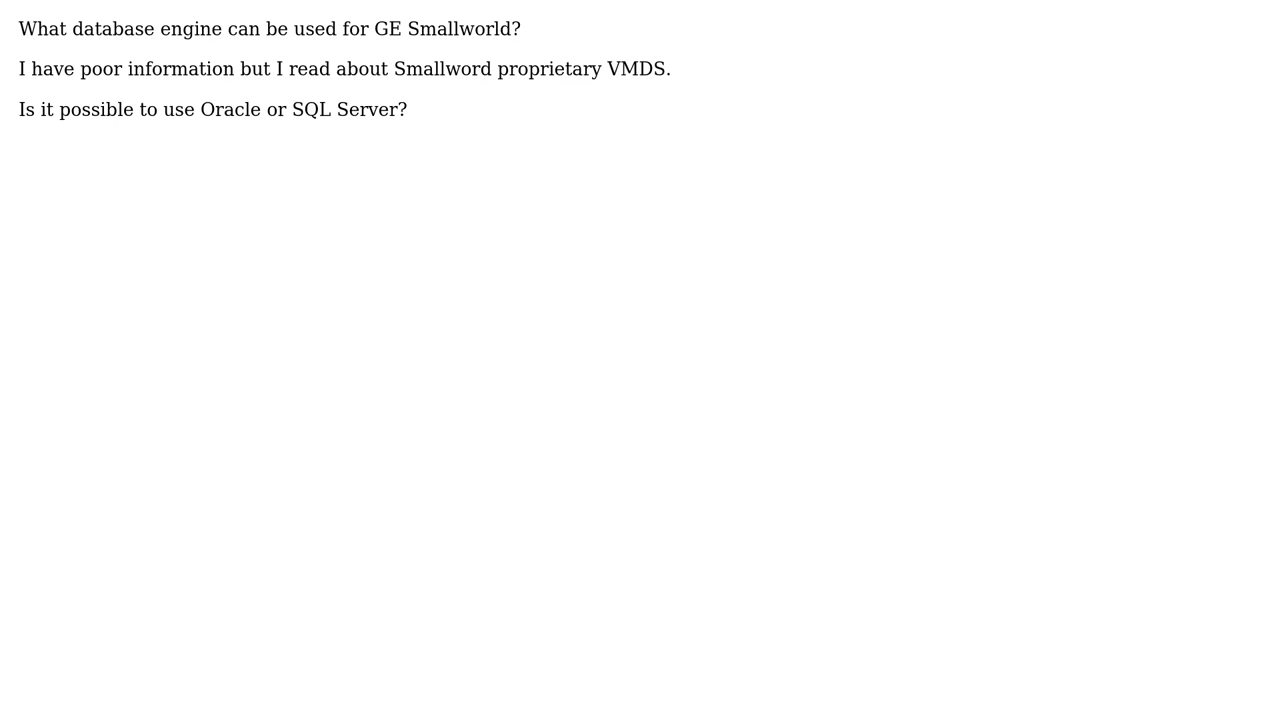 What database engine can be used for GE Smallworld?
I have poor information but I read about Smallword proprietary VMDS.
Is it possible to use Oracle or SQL Server?